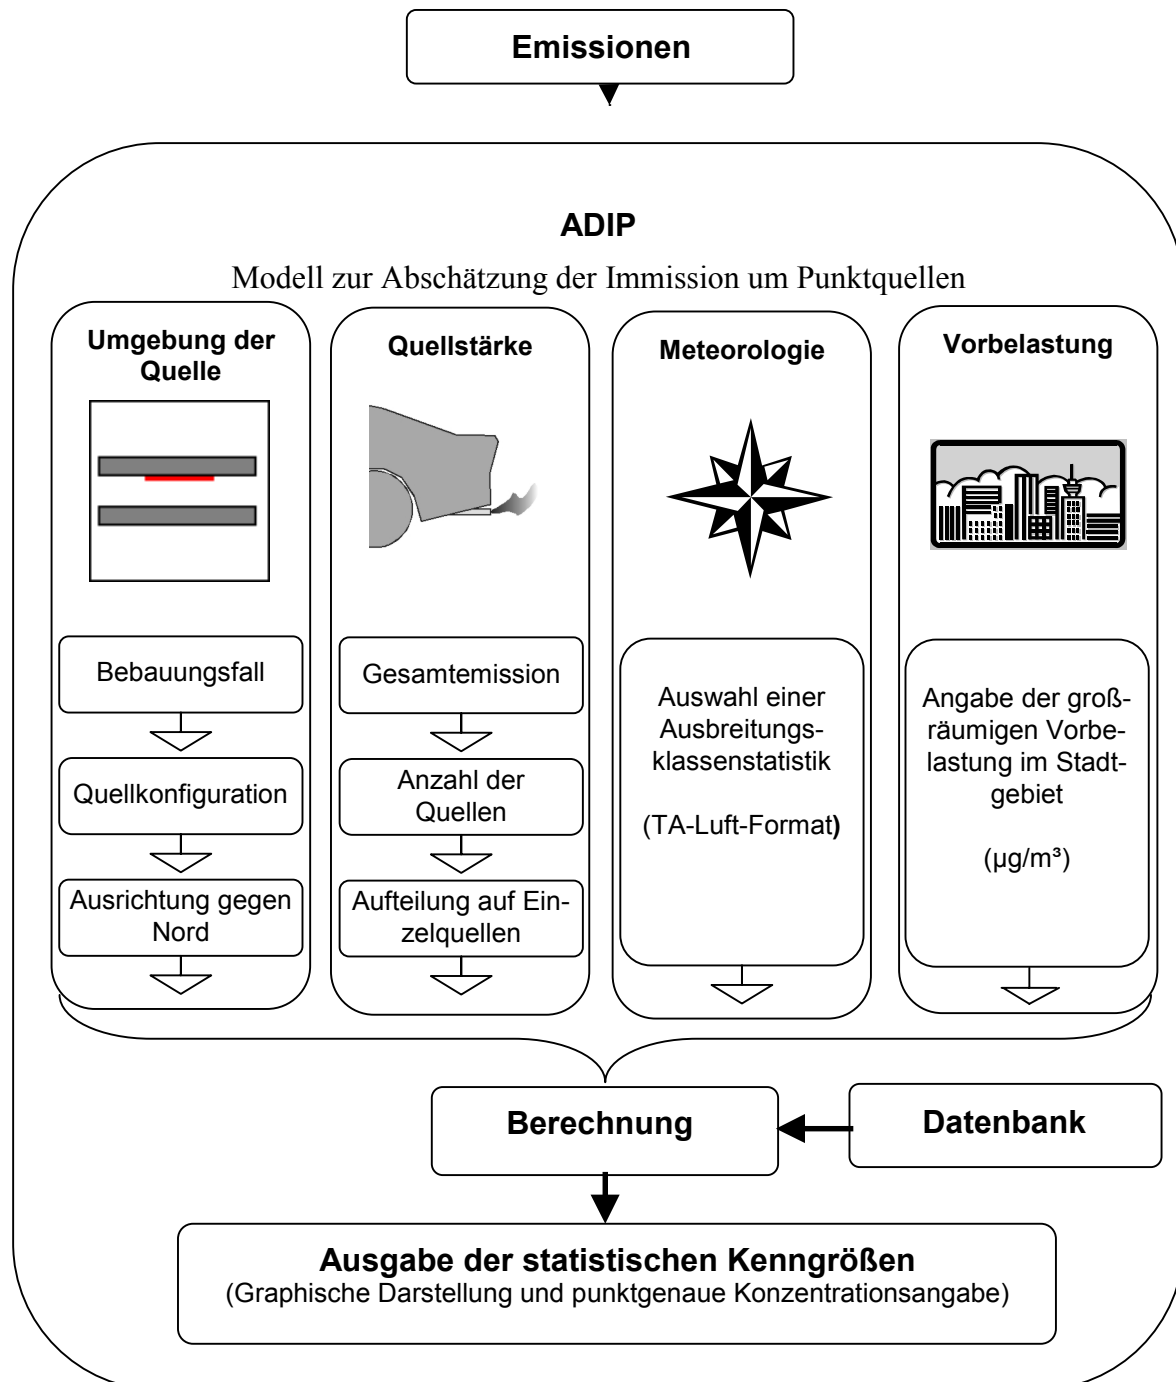 Emissionen
ADIP
Modell zur Abschätzung der Immission um Punktquellen
Umgebung der
Quelle
Bebauungsfall
Quellkonfiguration
Ausrichtung gegen
Nord
Quellstärke
Gesamtemission
Anzahl der
Quellen
Aufteilung auf Ein-
zelquellen
Meteorologie
Auswahl einer
Ausbreitungs-
klassenstatistik
(TA-Luft-Format)
Vorbelastung
Angabe der groß-
räumigen Vorbe-
lastung im Stadt-
gebiet
(µg/m³)
Berechnung
Datenbank
Ausgabe der statistischen Kenngrößen
(Graphische Darstellung und punktgenaue Konzentrationsangabe)